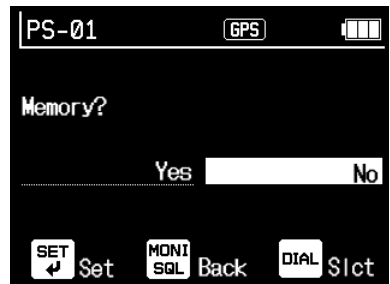 PS-01 GPS
Memory?
Yes No
SET Set MONI SQL Back DIAL Slct